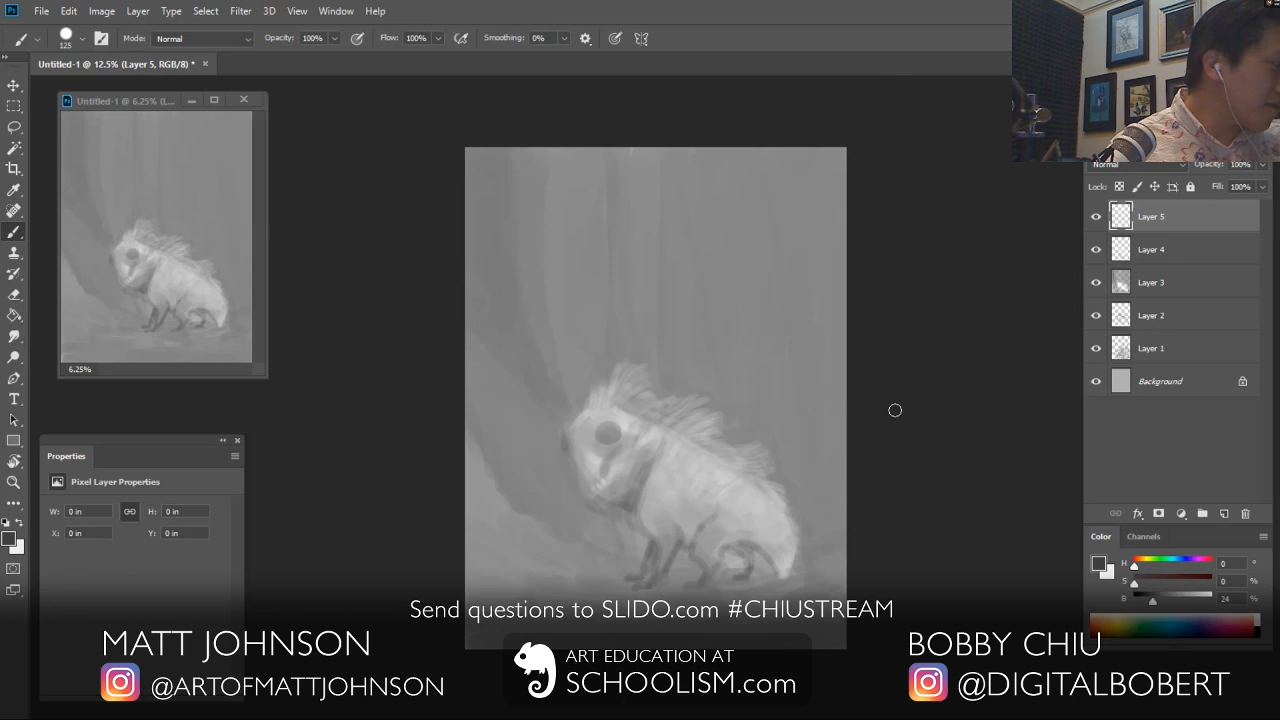 Ps File Edit Image Layer Type Select Filter 3D View Window Help
125 Mode: Normal Opacity: 100% Flow: 100% Smoothing: 0%
Untitled-1 @ 12.5% (Layer 5, RGB/8) * ×
Ps Untitled-1 @ 6.25% (L...
6.25%
Properties
Pixel Layer Properties
W: 0 in H: 0 in
X: 0 in Y: 0 in
Normal Opacity: 100%
Lock: Fill: 100%
Layer 5
Layer 4
Layer 3
Layer 2
Layer 1
Background
fx
Color Channels
H 0 °
S 0 %
B 24 %
Send questions to SLIDO.com #CHIUSTREAM
MATT JOHNSON
@ARTOFMATTJOHNSON
ART EDUCATION AT
SCHOOLISM.com
BOBBY CHIU
@DIGITALBOBERT